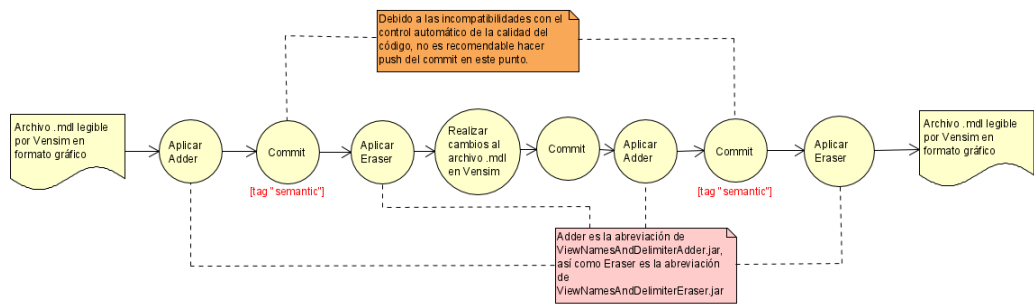 Debido a las incompatibilidades con el
control automático de la calidad del
código, no es recomendable hacer
push del commit en este punto.
Archivo .mdl legible
por Vensim en
formato gráfico
Aplicar
Adder
Commit
[tag "semantic"]
Aplicar
Eraser
Realizar
cambios al
archivo .mdl
en Vensim
Commit
Aplicar
Adder
Commit
[tag "semantic"]
Aplicar
Eraser
Archivo .mdl legible
por Vensim en
formato gráfico
Adder es la abreviación de
ViewNamesAndDelimiterAdder.jar,
así como Eraser es la abreviación
de
ViewNamesAndDelimiterEraser.jar